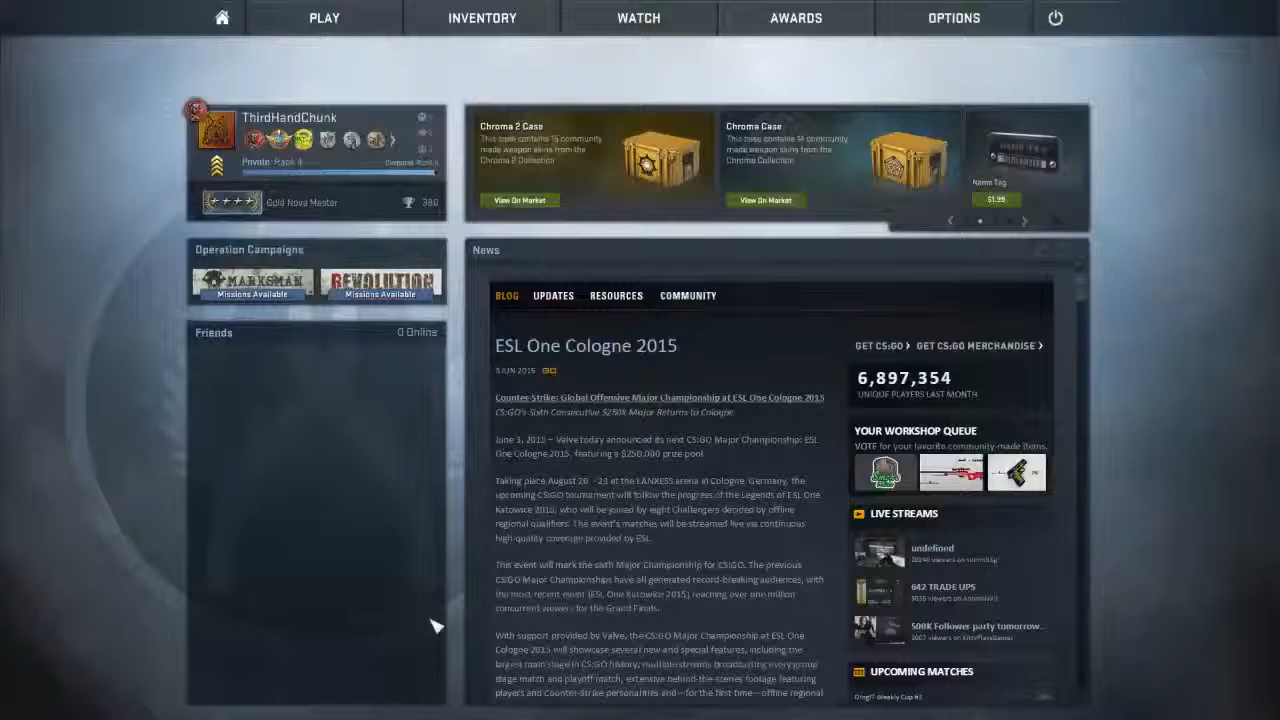 PLAY
INVENTORY
WATCH
AWARDS
OPTIONS
ThirdHandChunk
Private Rank 4
Gold Nova Master
380
Operation Campaigns
MARKSMAN
Missions Available
REVOLUTION
Missions Available
Friends
0 Online
Chroma 2 Case
This case contains 15 community
made weapon skins from the
Chroma 2 Collection
View On Market
Chroma Case
This case contains 14 community
made weapon skins from the
Chroma Collection
View On Market
Name Tag
$1.99
News
BLOG
UPDATES
RESOURCES
COMMUNITY
ESL One Cologne 2015
3 JUN 2015
GO
Counter-Strike: Global Offensive Major Championship at ESL One Cologne 2015
CS:GO's Sixth Consecutive $250k Major Returns to Cologne
June 3, 2015 – Valve today announced its next CS:GO Major Championship: ESL
One Cologne 2015, featuring a $250,000 prize pool
Taking place August 20 - 23 at the LANXESS arena in Cologne, Germany, the
upcoming CS:GO tournament will follow the progress of the Legends of ESL One
Katowice 2015, who will be joined by eight Challengers decided by offline
regional qualifiers. The event's matches will be streamed live via continuous
high-quality coverage provided by ESL.
This event will mark the sixth Major Championship for CS:GO. The previous
CS:GO Major Championships have all generated record-breaking audiences, with
the most recent event (ESL One Katowice 2015) reaching over one million
concurrent viewers for the Grand Finals.
With support provided by Valve, the CS:GO Major Championship at ESL One
Cologne 2015 will showcase several new and special features, including the
largest main stage in CS:GO history, multiple streams broadcasting every group
stage match and playoff match, extensive behind-the-scenes footage featuring
players and Counter-Strike personalities and—for the first time—offline regional
GET CS:GO
GET CS:GO MERCHANDISE
6,897,354
UNIQUE PLAYERS LAST MONTH
YOUR WORKSHOP QUEUE
VOTE for your favorite community-made items.
LIVE STREAMS
undefined
642 TRADE UPS
500K Follower party tomorrow...
3067 viewers on KittyPlaysGames
UPCOMING MATCHES